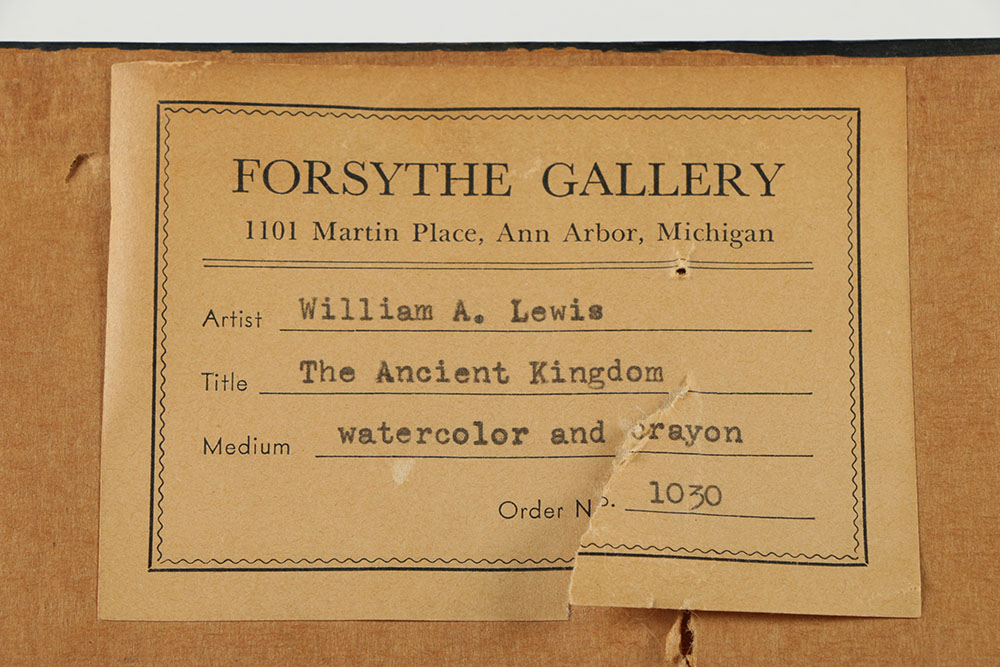 FORSYTHE GALLERY
1101 Martin Place, Ann Arbor, Michigan
Artist William A. Lewis
Title The Ancient Kingdom
Medium watercolor and crayon
Order No. 1030